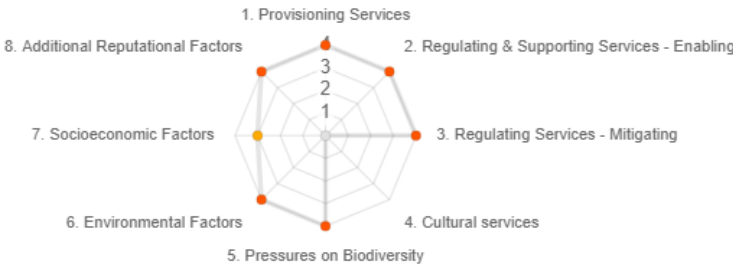 1. Provisioning Services
8. Additional Reputational Factors
2. Regulating & Supporting Services - Enabling
4
3
2
1
7. Socioeconomic Factors
3. Regulating Services - Mitigating
6. Environmental Factors
4. Cultural services
5. Pressures on Biodiversity